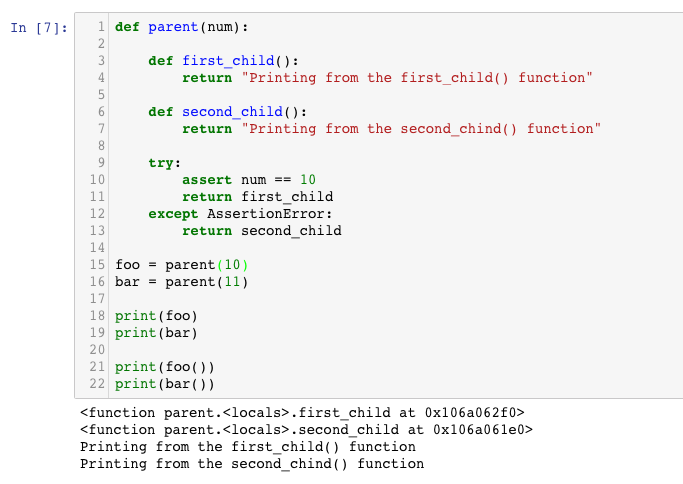 In [7]:
1 def parent(num):
2
3     def first_child():
4         return "Printing from the first_child() function"
5
6     def second_child():
7         return "Printing from the second_chind() function"
8
9     try:
10         assert num == 10
11         return first_child
12     except AssertionError:
13         return second_child
14
15 foo = parent(10)
16 bar = parent(11)
17
18 print(foo)
19 print(bar)
20
21 print(foo())
22 print(bar())
<function parent.<locals>.first_child at 0x106a062f0>
<function parent.<locals>.second_child at 0x106a061e0>
Printing from the first_child() function
Printing from the second_chind() function